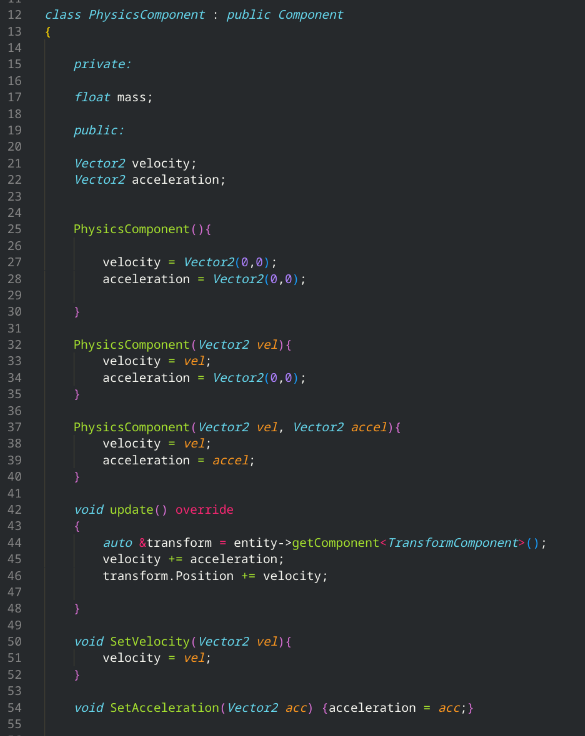 12 class PhysicsComponent : public Component
13 {
14
15 private:
16
17 float mass;
18
19 public:
20
21 Vector2 velocity;
22 Vector2 acceleration;
23
24
25 PhysicsComponent(){
26
27 velocity = Vector2(0,0);
28 acceleration = Vector2(0,0);
29
30 }
31
32 PhysicsComponent(Vector2 vel){
33 velocity = vel;
34 acceleration = Vector2(0,0);
35 }
36
37 PhysicsComponent(Vector2 vel, Vector2 accel){
38 velocity = vel;
39 acceleration = accel;
40 }
41
42 void update() override
43 {
44 auto &transform = entity->getComponent<TransformComponent>();
45 velocity += acceleration;
46 transform.Position += velocity;
47
48 }
49
50 void SetVelocity(Vector2 vel){
51 velocity = vel;
52 }
53
54 void SetAcceleration(Vector2 acc) {acceleration = acc;}
55